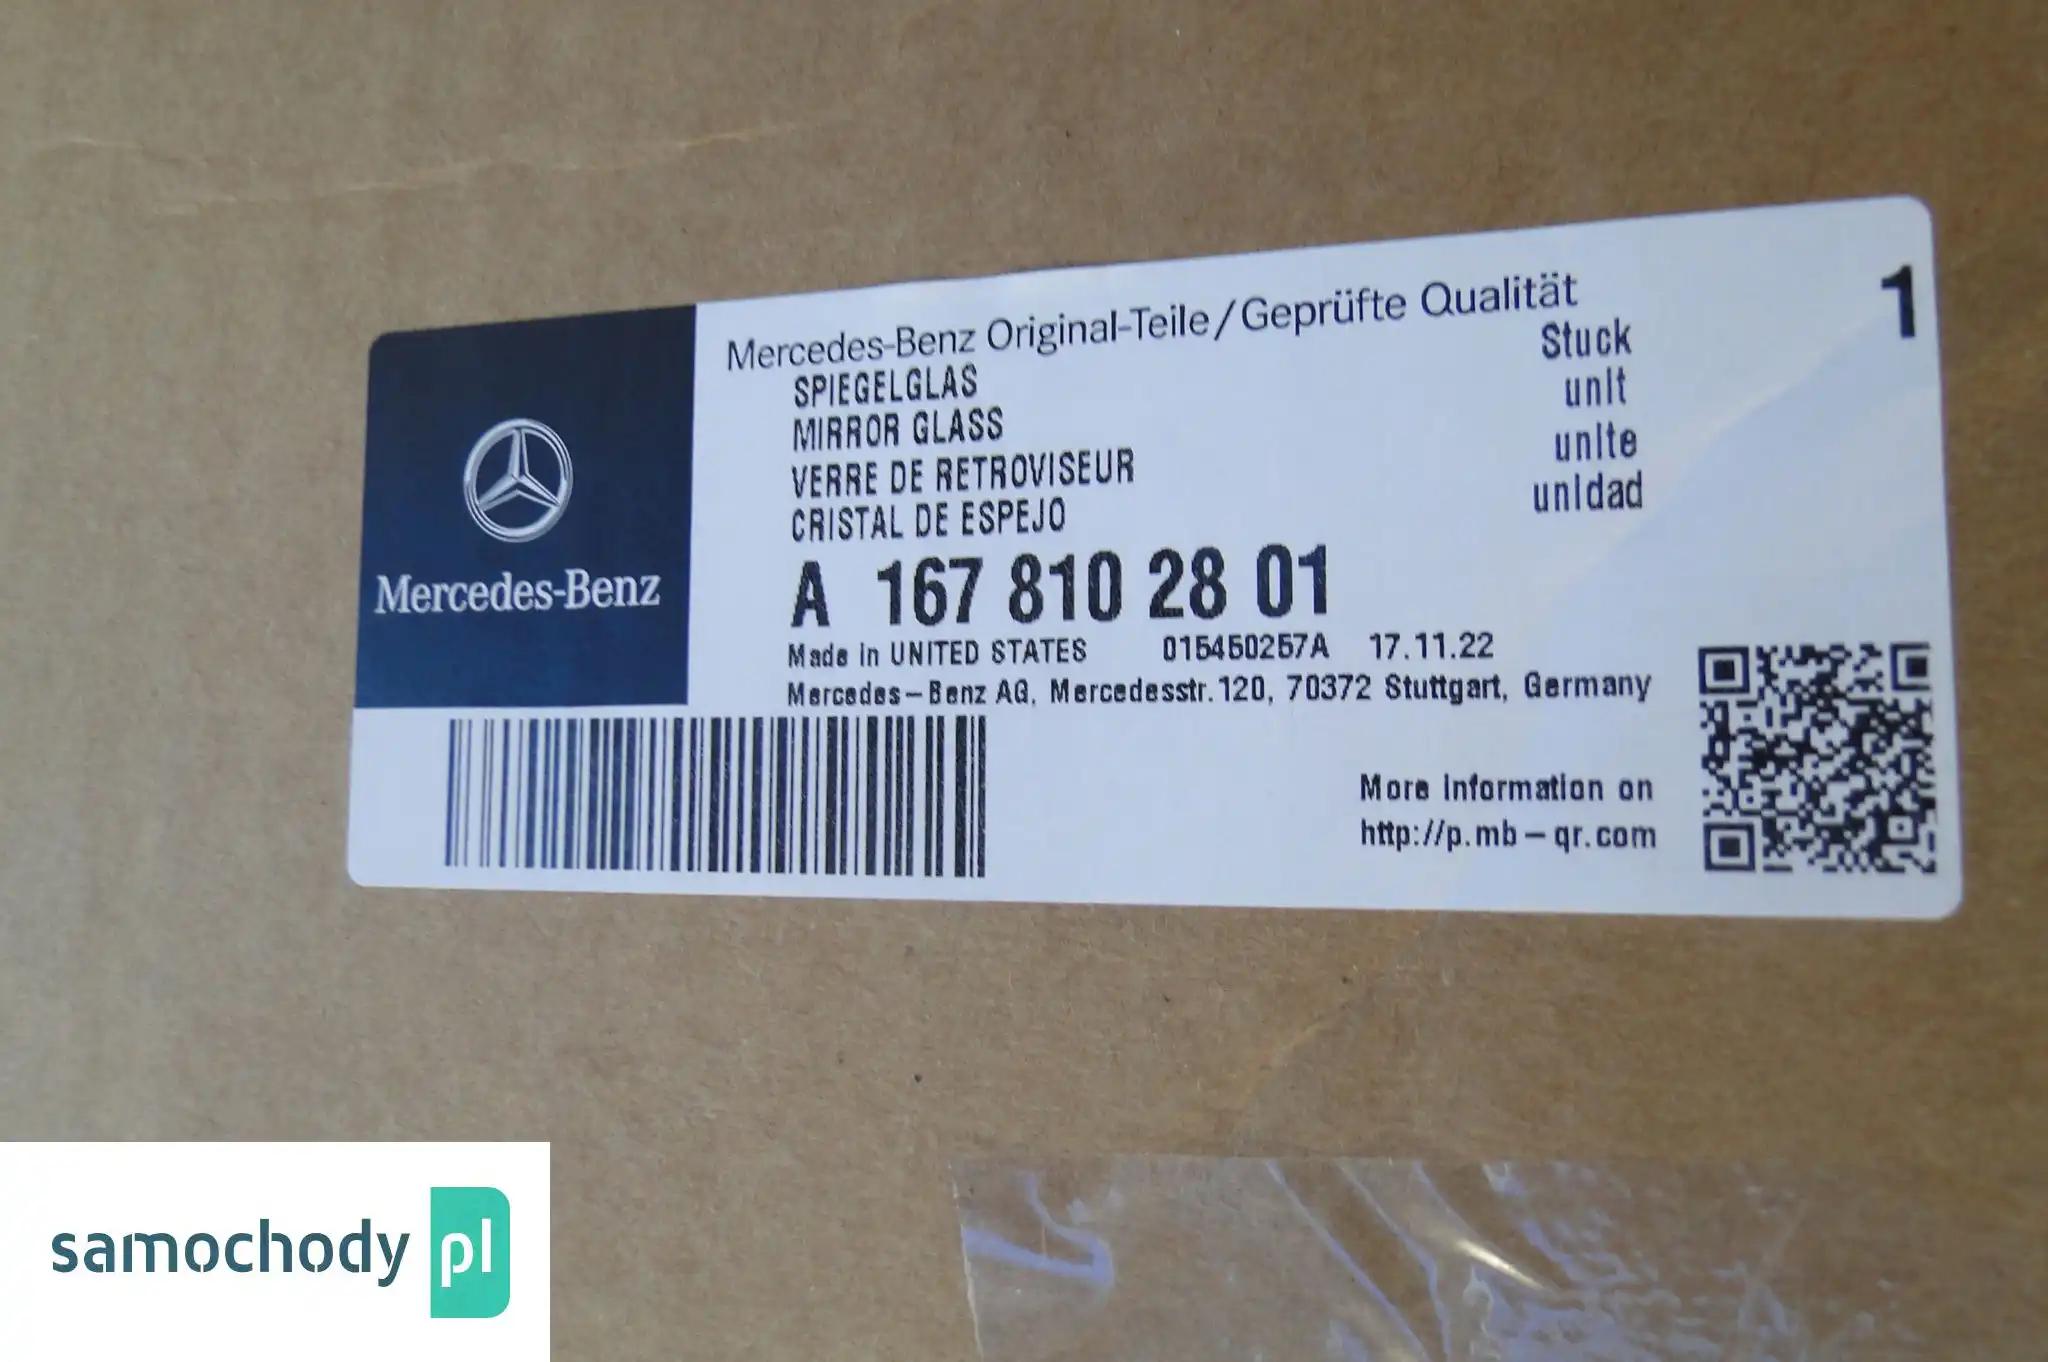 Mercedes-Benz Original-Teile/Geprüfte Qualität
1
SPIEGELGLAS Stuck
MIRROR GLASS unit
VERRE DE RETROVISEUR unite
CRISTAL DE ESPEJO unidad
Mercedes-Benz
A 167 810 28 01
Made in UNITED STATES 015450257A 17.11.22
Mercedes-Benz AG, Mercedesstr.120, 70372 Stuttgart, Germany
More information on
http://p.mb-qr.com
samochody pl